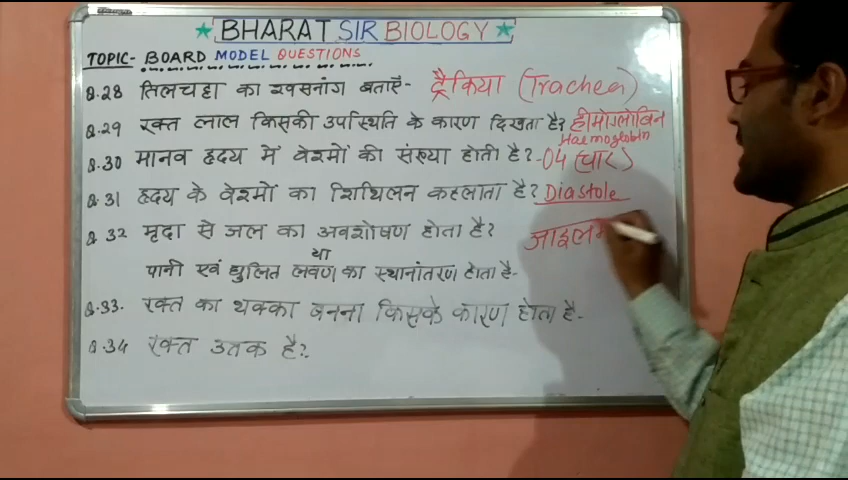 ★ BHARAT SIR BIOLOGY ★
TOPIC- BOARD MODEL QUESTIONS
Q.28 तिलचट्टा का श्वसनांग बताएँ- ट्रैकिया (Trachea)
Q.29 रक्त लाल किसकी उपस्थिति के कारण दिखता है? हीमोग्लोबिन
Haemoglobin
Q.30 मानव हृदय में वेश्मों की संख्या होती है?- 04 (चार)
Q.31 हृदय के वेश्मों का शिथिलन कहलाता है? Diastole
Q.32 मृदा से जल का अवशोषण होता है? जाइलम
या
पानी एवं घुलित लवण का स्थानांतरण होता है-
Q.33. रक्त का थक्का बनना किसके कारण होता है-
Q.34 रक्त उतक है?